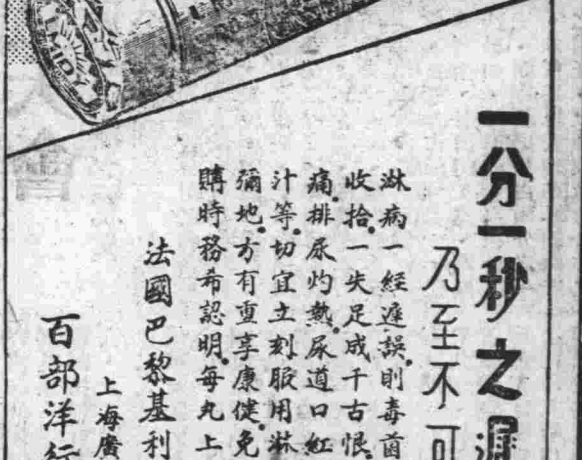 一分一秒之遲
乃至不可
淋病一經遲誤則毒菌
收拾。一失足成千古恨。
痛。排尿灼熱。尿道口紅
汁等。切宜立刻服用淋
彌地。方有重享康健。免
購時務希認明。每丸上
法國巴黎基利
上海廣
百部洋行
MIDY